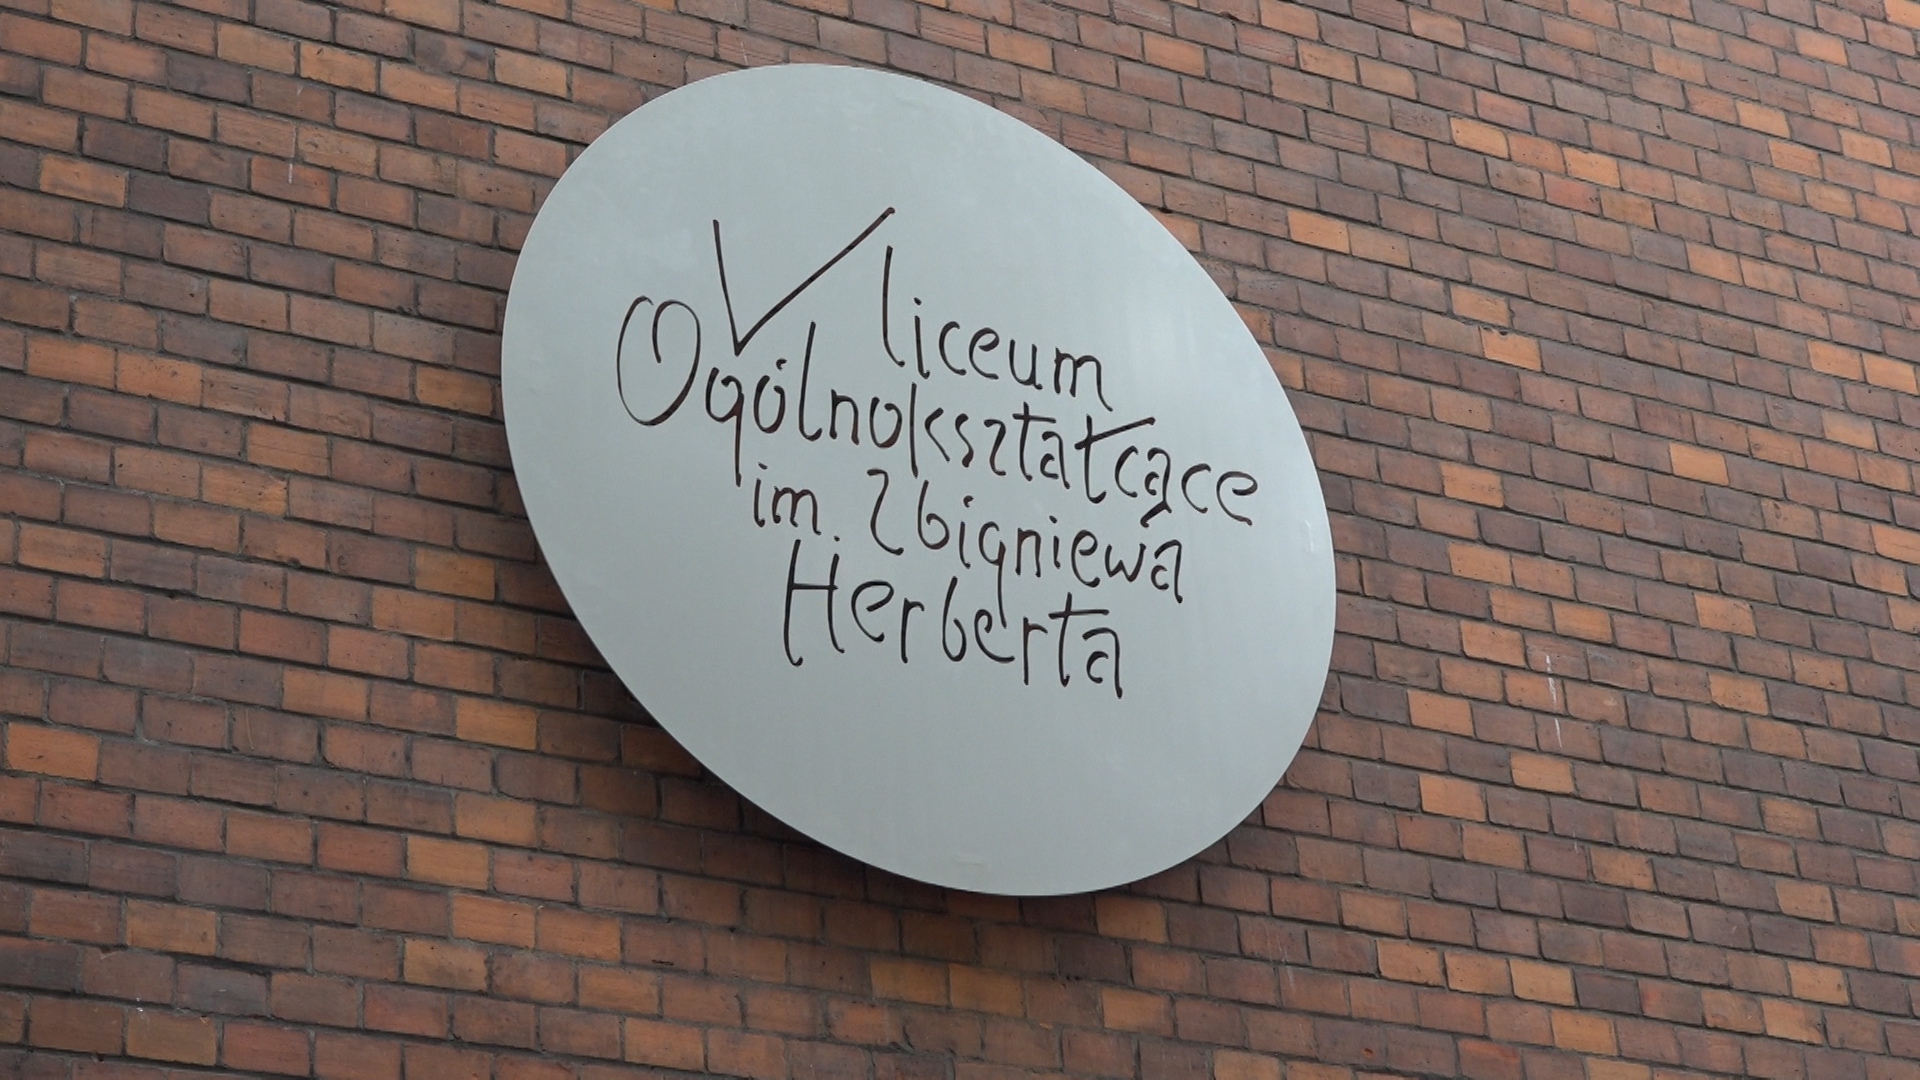 V liceum
Ogólnokształcące
im. Zbigniewa
Herberta